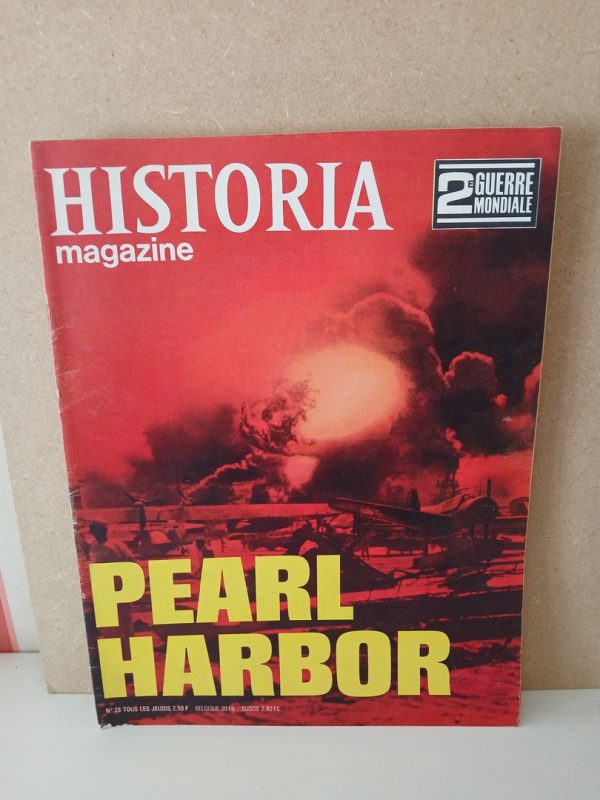 HISTORIA
magazine
2E GUERRE
MONDIALE
PEARL
HARBOR
N° 28 TOUS LES JEUDIS 2,50 F BELGIQUE 30 FB SUISSE 2.80 FS